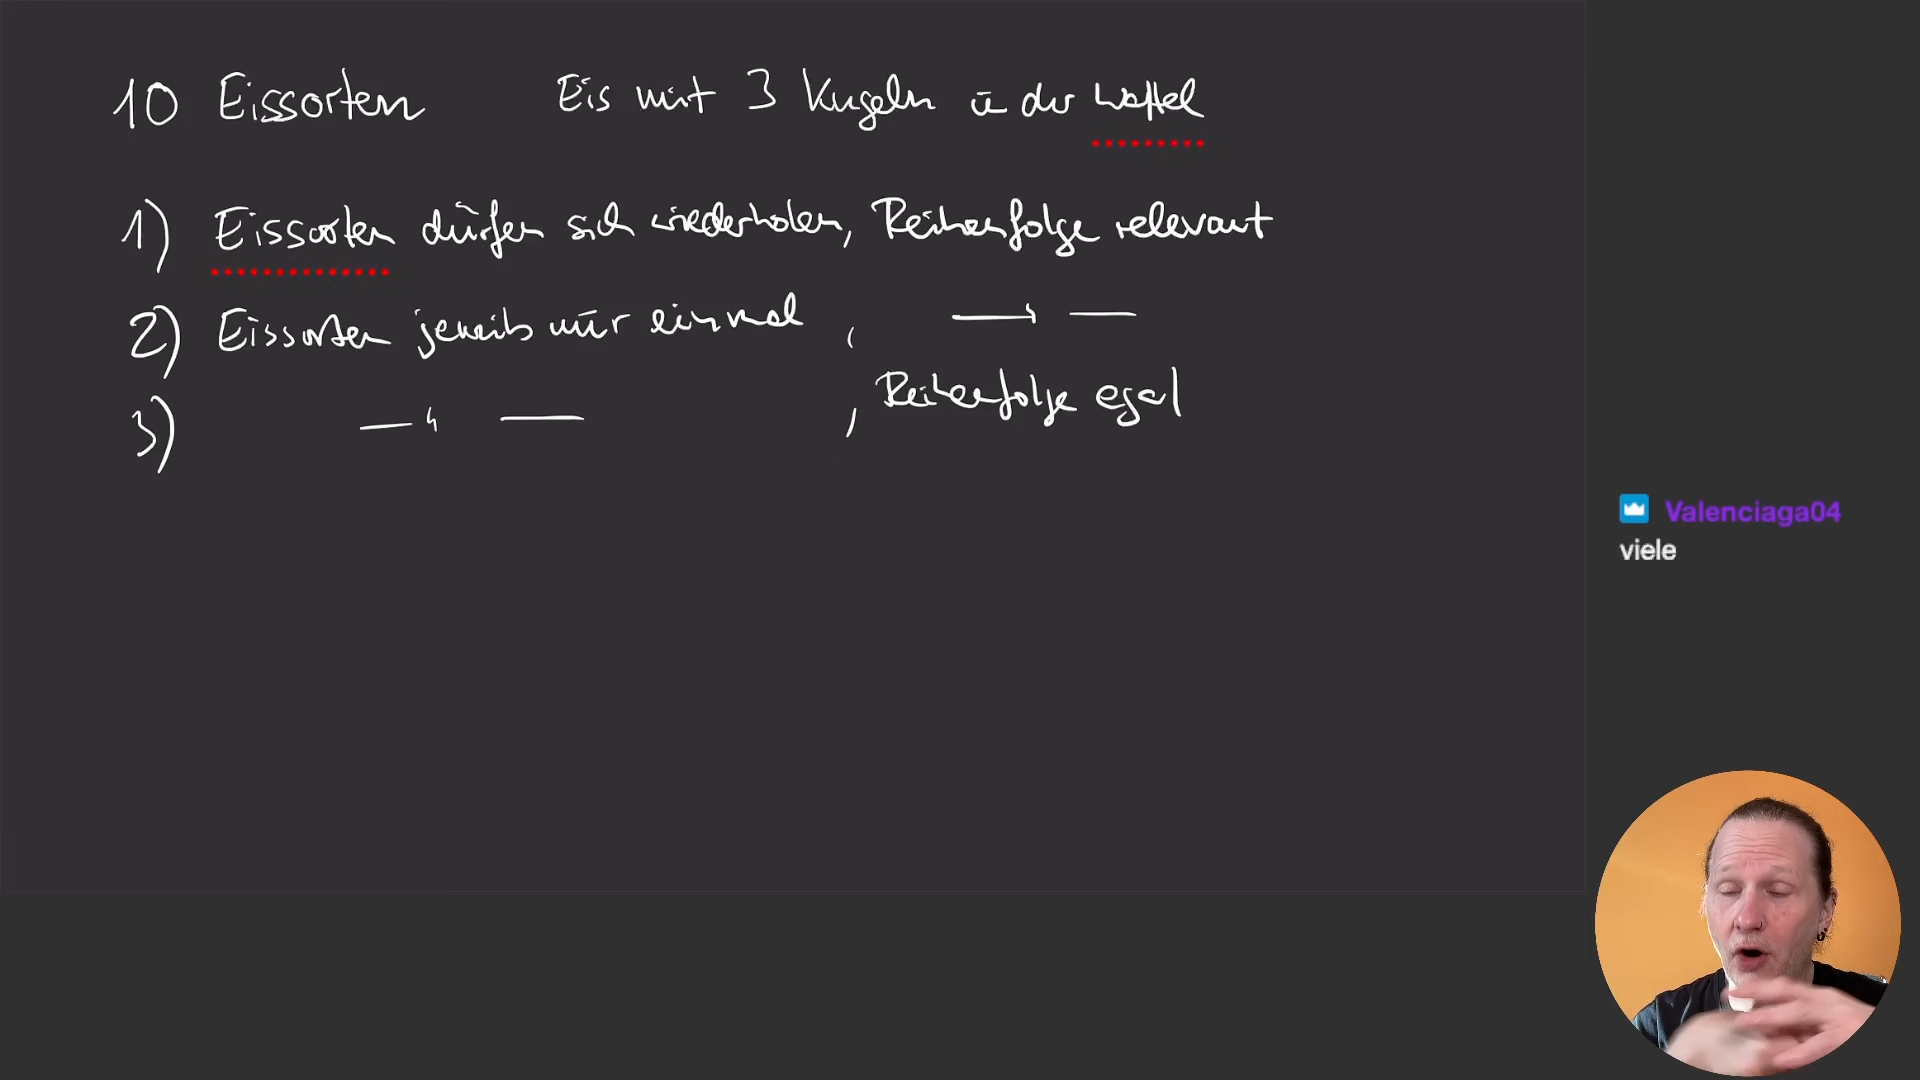 10 Eissorten Eis mit 3 Kugeln in der Waffel
1) Eissorten dürfen sich wiederholen, Reihenfolge relevant
2) Eissorten jeweils nur einmal, —"—
3) —"—, Reihenfolge egal
Valenciaga04
viele